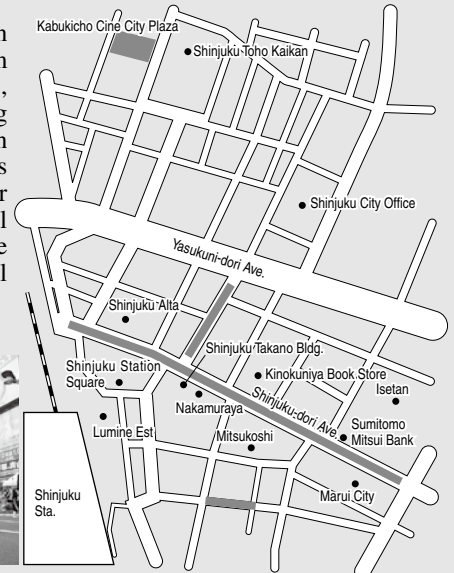 Kabukicho Cine City Plaza
Shinjuku Toho Kaikan
Shinjuku City Office
Yasukuni-dori Ave.
Shinjuku Alta
Shinjuku Takano Bldg.
Shinjuku Station
Square
Kinokuniya Book Store
Isetan
Nakamuraya
Shinjuku-dori Ave.
Lumine Est
Mitsukoshi
Sumitomo
Mitsui Bank
Marui City
Shinjuku
Sta.